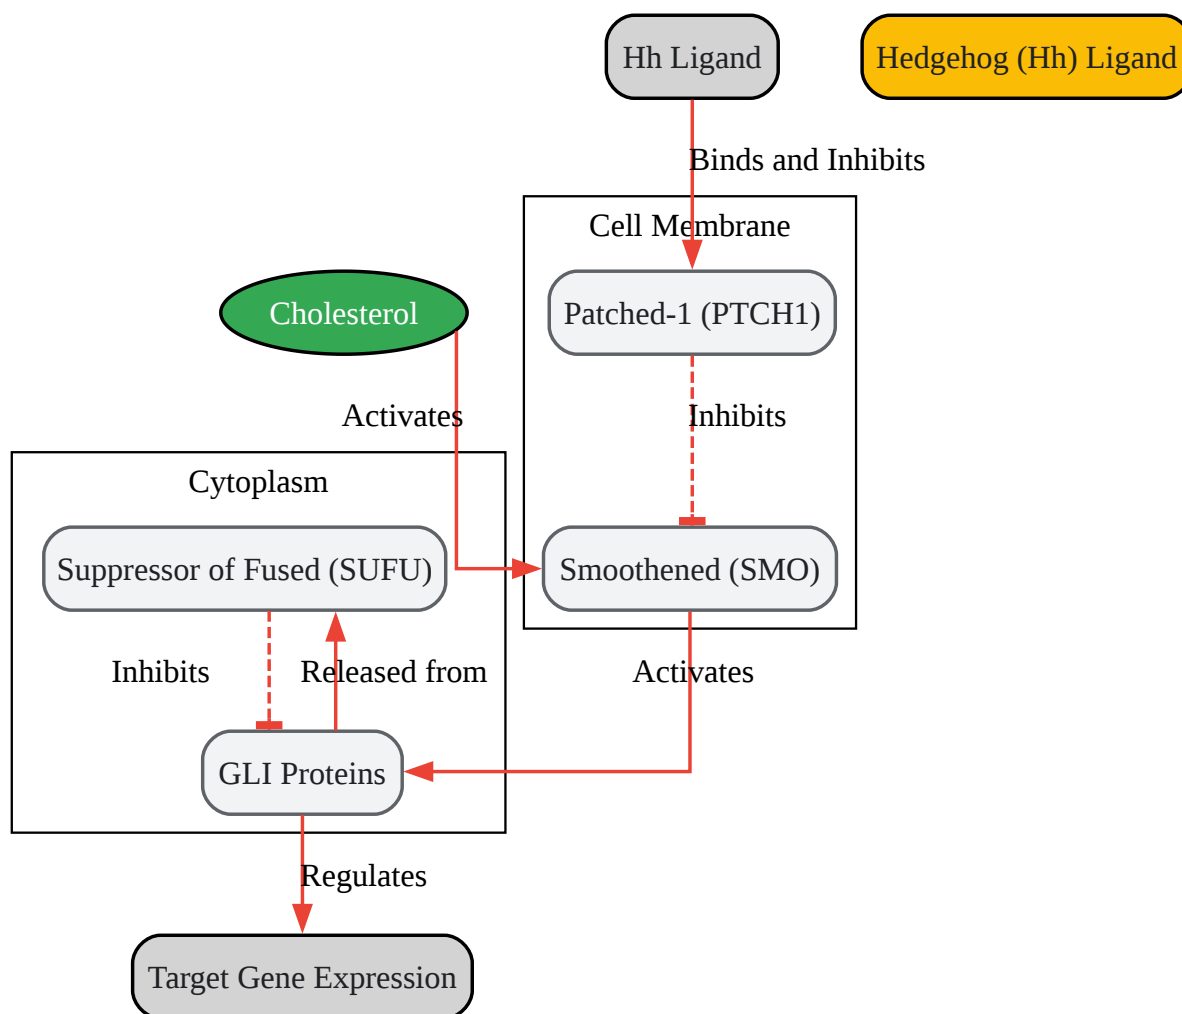 Hh Ligand
Hedgehog (Hh) Ligand
Binds and Inhibits
Cell Membrane
Cholesterol
Patched-1 (PTCH1)
Activates
Inhibits
Cytoplasm
Suppressor of Fused (SUFU)
Smoothened (SMO)
Inhibits
Released from
Activates
GLI Proteins
Regulates
Target Gene Expression